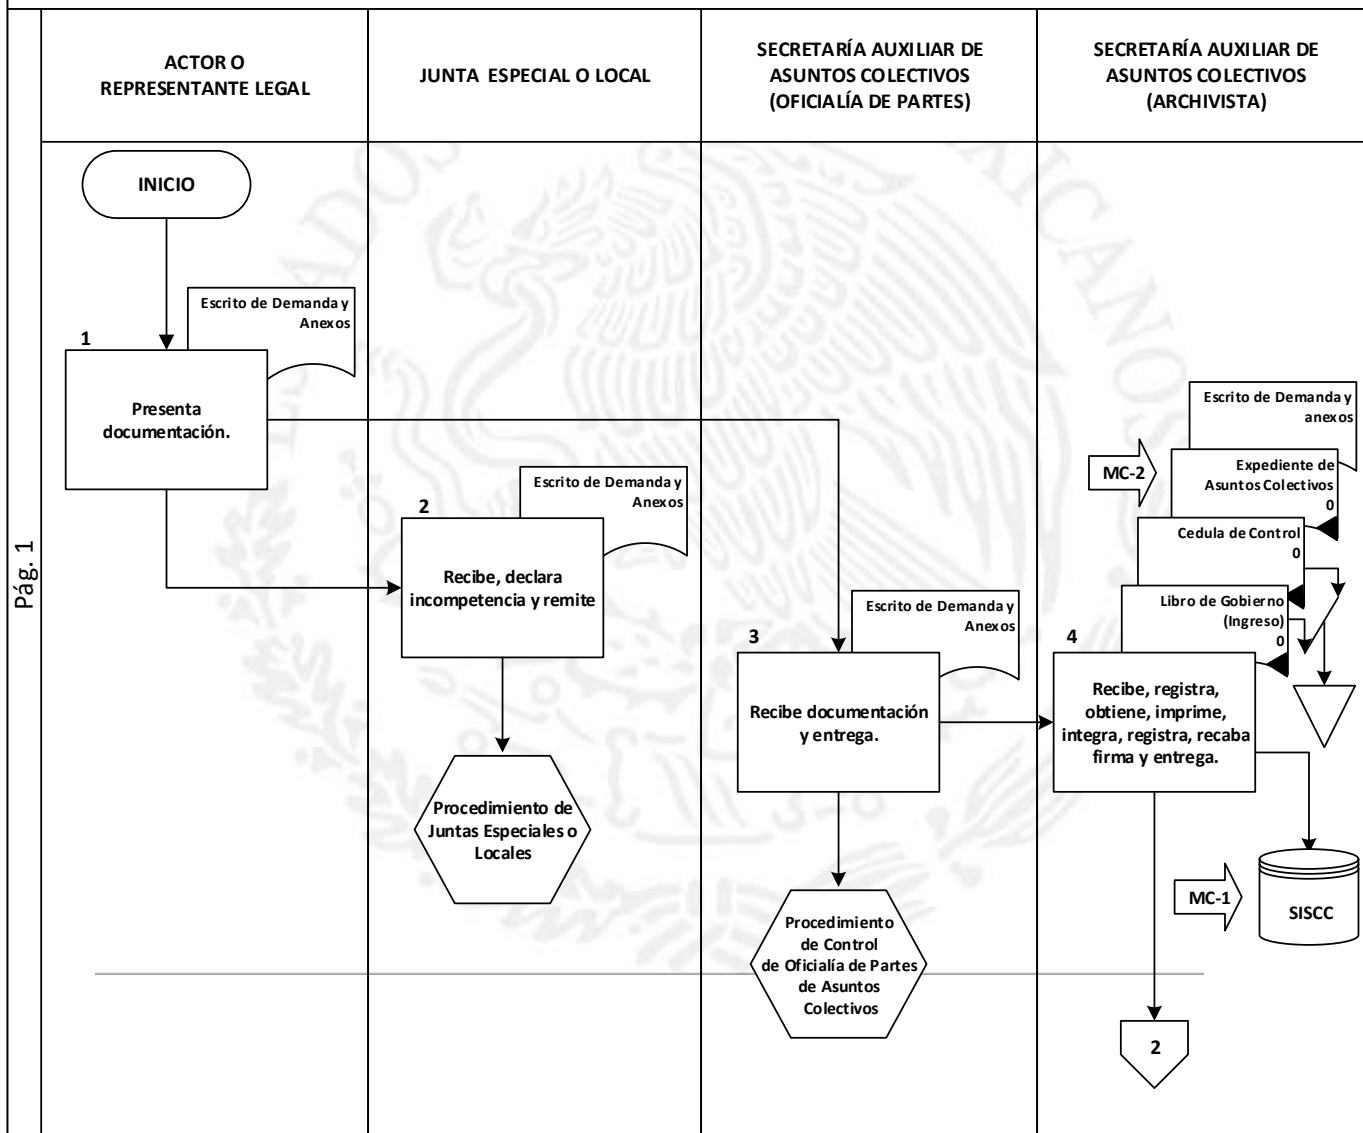 ACTOR O
REPRESENTANTE LEGAL
JUNTA ESPECIAL O LOCAL
SECRETARÍA AUXILIAR DE
ASUNTOS COLECTIVOS
(OFICIALÍA DE PARTES)
SECRETARÍA AUXILIAR DE
ASUNTOS COLECTIVOS
(ARCHIVISTA)
Pág. 1
INICIO
Escrito de Demanda y
Anexos
1
Presenta
documentación.
Escrito de Demanda y
Anexos
2
Recibe, declara
incompetencia y remite
Procedimiento de
Juntas Especiales o
Locales
Escrito de Demanda y
Anexos
3
Recibe documentación
y entrega.
Procedimiento
de Control
de Oficialía de Partes
de Asuntos
Colectivos
Escrito de Demanda y
anexos
MC-2
Expediente de
Asuntos Colectivos
0
Cedula de Control
0
Libro de Gobierno
(Ingreso)
0
4
Recibe, registra,
obtiene, imprime,
integra, registra, recaba
firma y entrega.
MC-1
SISCC
2
ESTADOS UNIDOS MEXICANOS